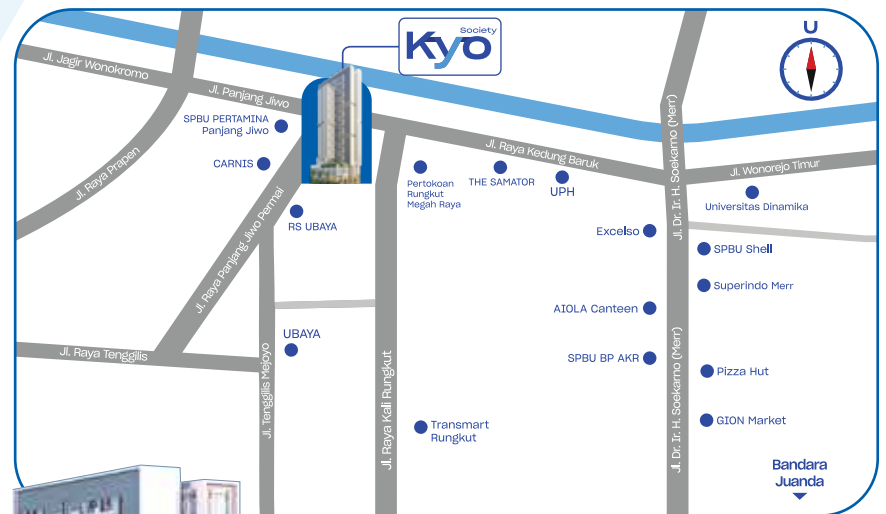 Society
Kyo
U
Jl. Jagir Wonokromo
Jl. Panjang Jiwo
SPBU PERTAMINA
Panjang Jiwo
CARNIS
Jl. Raya Prapen
Jl. Raya Panjang Jiwo Permai
RS UBAYA
Jl. Raya Kedung Baruk
Pertokoan
Rungkut
Megah Raya
THE SAMATOR
UPH
Jl. Dr. Ir. H. Soekarno (Merr)
Jl. Wonorejo Timur
Universitas Dinamika
Excelso
SPBU Shell
Superindo Merr
AIOLA Canteen
UBAYA
Jl. Raya Tenggilis
Jl. Tenggilis Mejoyo
Jl. Raya Kali Rungkut
SPBU BP AKR
Jl. Dr. Ir. H. Soekarno (Merr)
Pizza Hut
Transmart
Rungkut
GION Market
Bandara
Juanda